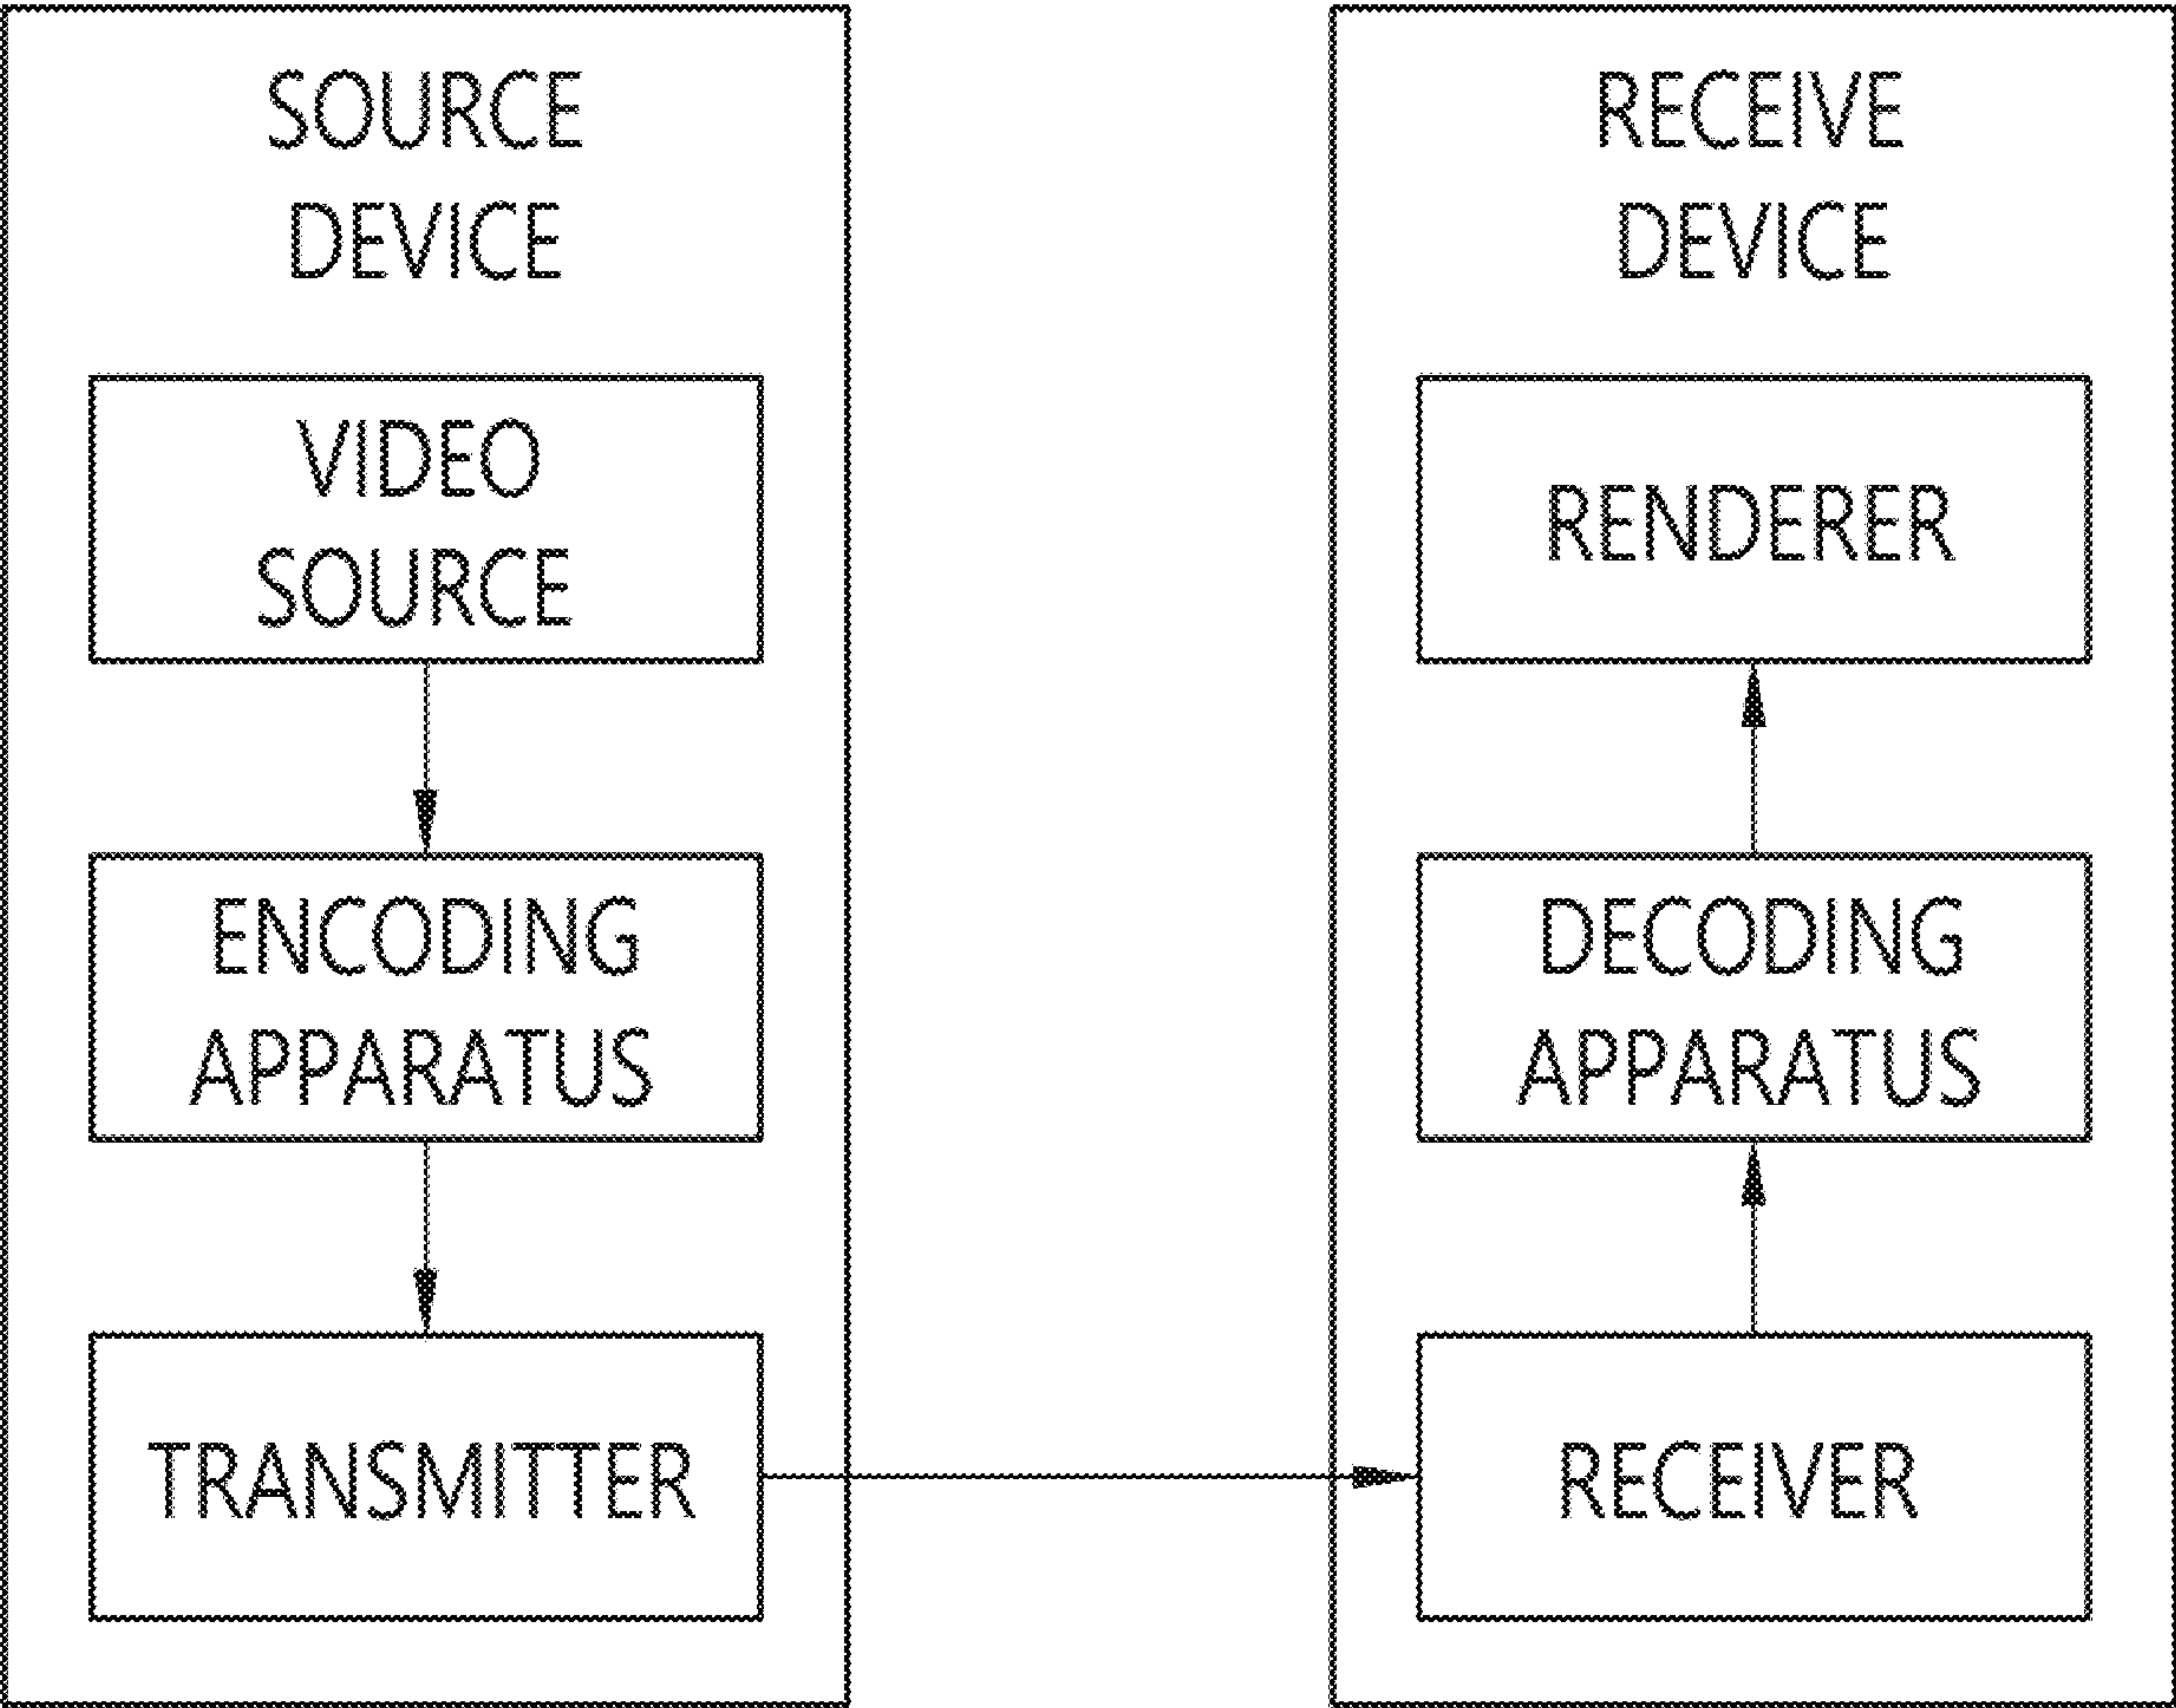 SOURCE
DEVICE
VIDEO
SOURCE
ENCODING
APPARATUS
TRANSMITTER
RECEIVE
DEVICE
RENDERER
DECODING
APPARATUS
RECEIVER